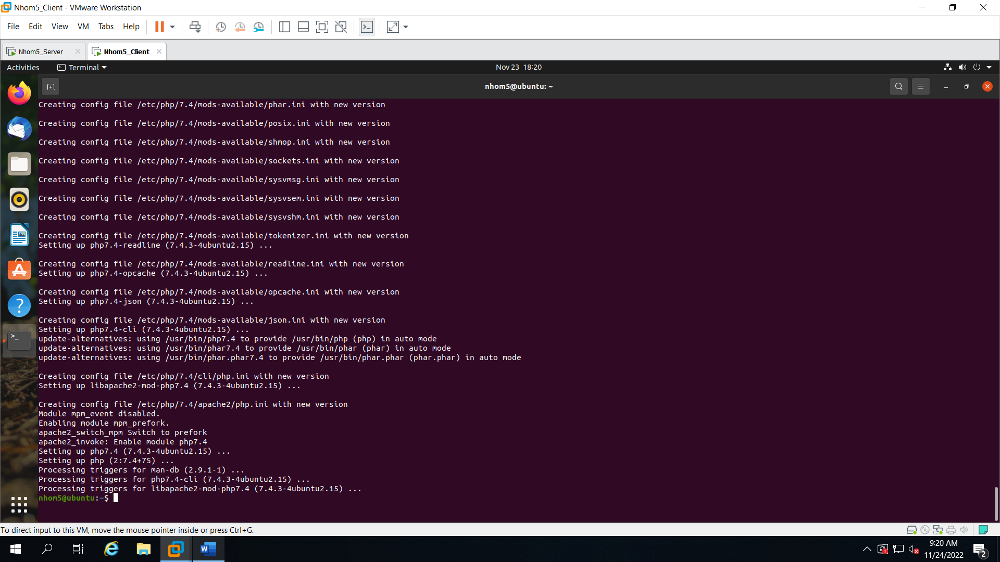 Nhom5_Client - VMware Workstation
File Edit View VM Tabs Help
Nhom5_Server Nhom5_Client
Activities Terminal Nov 23 18:20
nhom5@ubuntu: ~
Creating config file /etc/php/7.4/mods-available/phar.ini with new version
Creating config file /etc/php/7.4/mods-available/posix.ini with new version
Creating config file /etc/php/7.4/mods-available/shmop.ini with new version
Creating config file /etc/php/7.4/mods-available/sockets.ini with new version
Creating config file /etc/php/7.4/mods-available/sysvmsg.ini with new version
Creating config file /etc/php/7.4/mods-available/sysvsem.ini with new version
Creating config file /etc/php/7.4/mods-available/sysvshm.ini with new version
Creating config file /etc/php/7.4/mods-available/tokenizer.ini with new version
Setting up php7.4-readline (7.4.3-4ubuntu2.15) ...
Creating config file /etc/php/7.4/mods-available/readline.ini with new version
Setting up php7.4-opcache (7.4.3-4ubuntu2.15) ...
Creating config file /etc/php/7.4/mods-available/opcache.ini with new version
Setting up php7.4-json (7.4.3-4ubuntu2.15) ...
Creating config file /etc/php/7.4/mods-available/json.ini with new version
Setting up php7.4-cli (7.4.3-4ubuntu2.15) ...
update-alternatives: using /usr/bin/php7.4 to provide /usr/bin/php (php) in auto mode
update-alternatives: using /usr/bin/phar7.4 to provide /usr/bin/phar (phar) in auto mode
update-alternatives: using /usr/bin/phar.phar7.4 to provide /usr/bin/phar.phar (phar.phar) in auto mode
Creating config file /etc/php/7.4/cli/php.ini with new version
Setting up libapache2-mod-php7.4 (7.4.3-4ubuntu2.15) ...
Creating config file /etc/php/7.4/apache2/php.ini with new version
Module mpm_event disabled.
Enabling module mpm_prefork.
apache2_switch_mpm Switch to prefork
apache2_invoke: Enable module php7.4
Setting up php7.4 (7.4.3-4ubuntu2.15) ...
Setting up php (2:7.4+75) ...
Processing triggers for man-db (2.9.1-1) ...
Processing triggers for php7.4-cli (7.4.3-4ubuntu2.15) ...
Processing triggers for libapache2-mod-php7.4 (7.4.3-4ubuntu2.15) ...
nhom5@ubuntu:~$
To direct input to this VM, move the mouse pointer inside or press Ctrl+G.
9:20 AM
11/24/2022
2